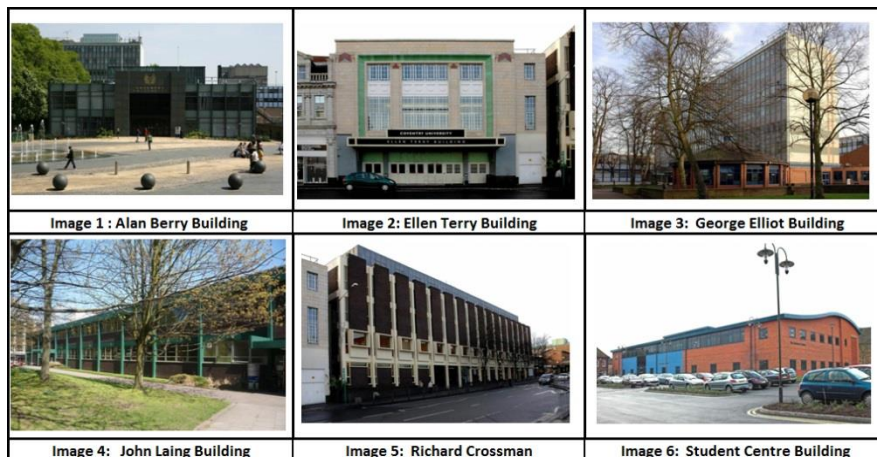 COVENTRY UNIVERSITY
ELLEN TERRY BUILDING
Image 1 : Alan Berry Building
Image 2: Ellen Terry Building
Image 3:  George Elliot Building
Image 4:   John Laing Building
Image 5:  Richard Crossman
Image 6:  Student Centre Building